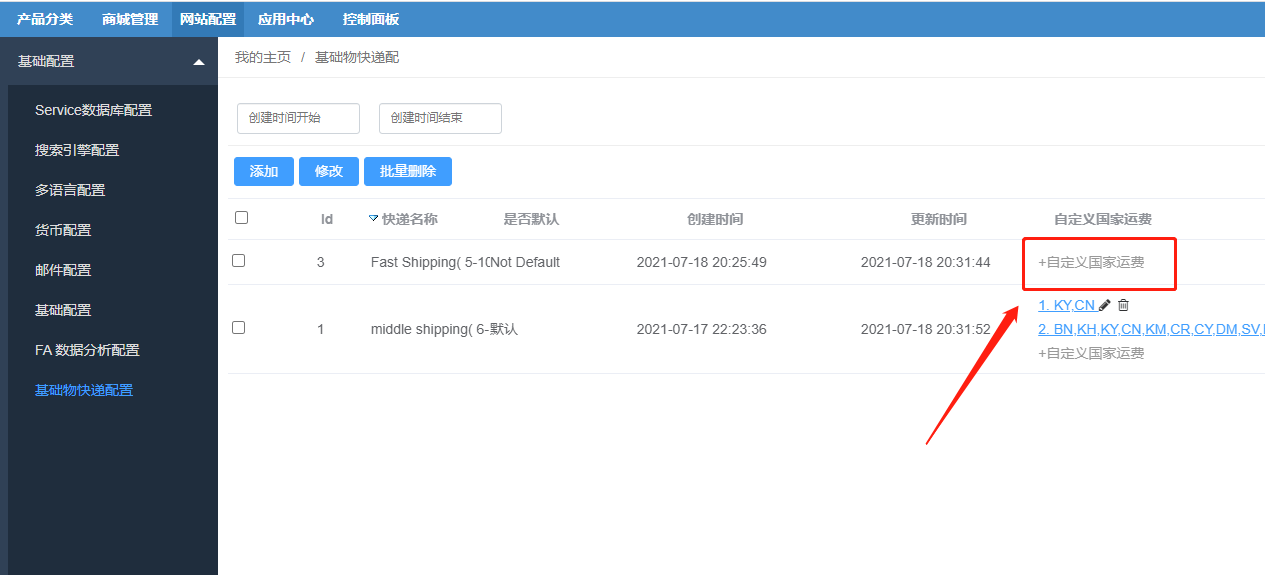 产品分类 商城管理 网站配置 应用中心 控制面板
基础配置
我的主页 / 基础物快递配
Service数据库配置
搜索引擎配置
多语言配置
货币配置
邮件配置
基础配置
FA 数据分析配置
基础物快递配置
创建时间开始 创建时间结束
添加 修改 批量删除
Id 快递名称 是否默认 创建时间 更新时间 自定义国家运费
3 Fast Shipping( 5-10Not Default 2021-07-18 20:25:49 2021-07-18 20:31:44 +自定义国家运费
1 middle shipping( 6-默认 2021-07-17 22:23:36 2021-07-18 20:31:52
1. KY,CN
2. BN,KH,KY,CN,KM,CR,CY,DM,SV,
+自定义国家运费